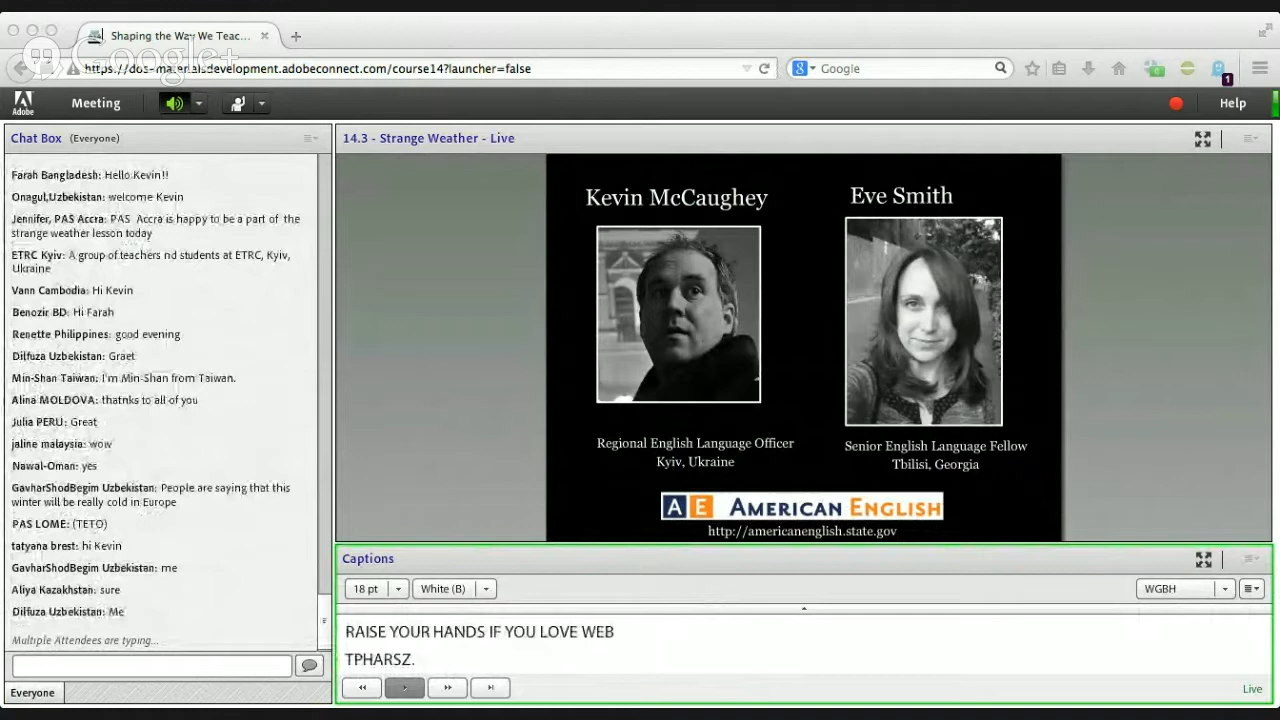 Shaping the Way We Teac...
Google+
https://dos-materialsdevelopment.adobeconnect.com/course14?launcher=false
Google
1
Adobe
Meeting
Help
Chat Box (Everyone)
Farah Bangladesh: Hello Kevin!!
Onagul,Uzbekistan: welcome Kevin
Jennifer, PAS Accra: PAS Accra is happy to be a part of the
strange weather lesson today
ETRC Kyiv: A group of teachers nd students at ETRC, Kyiv,
Ukraine
Vann Cambodia: Hi Kevin
Benozir BD: Hi Farah
Renette Philippines: good evening
Dilfuza Uzbekistan: Graet
Min-Shan Taiwan: I'm Min-Shan from Taiwan.
Alina MOLDOVA: thatnks to all of you
Julia PERU: Great
jaline malaysia: wow
Nawal-Oman: yes
GavharShodBegim Uzbekistan: People are saying that this
winter will be really cold in Europe
PAS LOME: (TETO)
tatyana brest: hi Kevin
GavharShodBegim Uzbekistan: me
Aliya Kazakhstan: sure
Dilfuza Uzbekistan: Me
Multiple Attendees are typing...
Everyone
14.3 - Strange Weather - Live
Kevin McCaughey
Eve Smith
Regional English Language Officer
Kyiv, Ukraine
Senior English Language Fellow
Tbilisi, Georgia
AE AMERICAN ENGLISH
http://americanenglish.state.gov
Captions
18 pt
White (B)
WGBH
RAISE YOUR HANDS IF YOU LOVE WEB
TPHARSZ.
Live